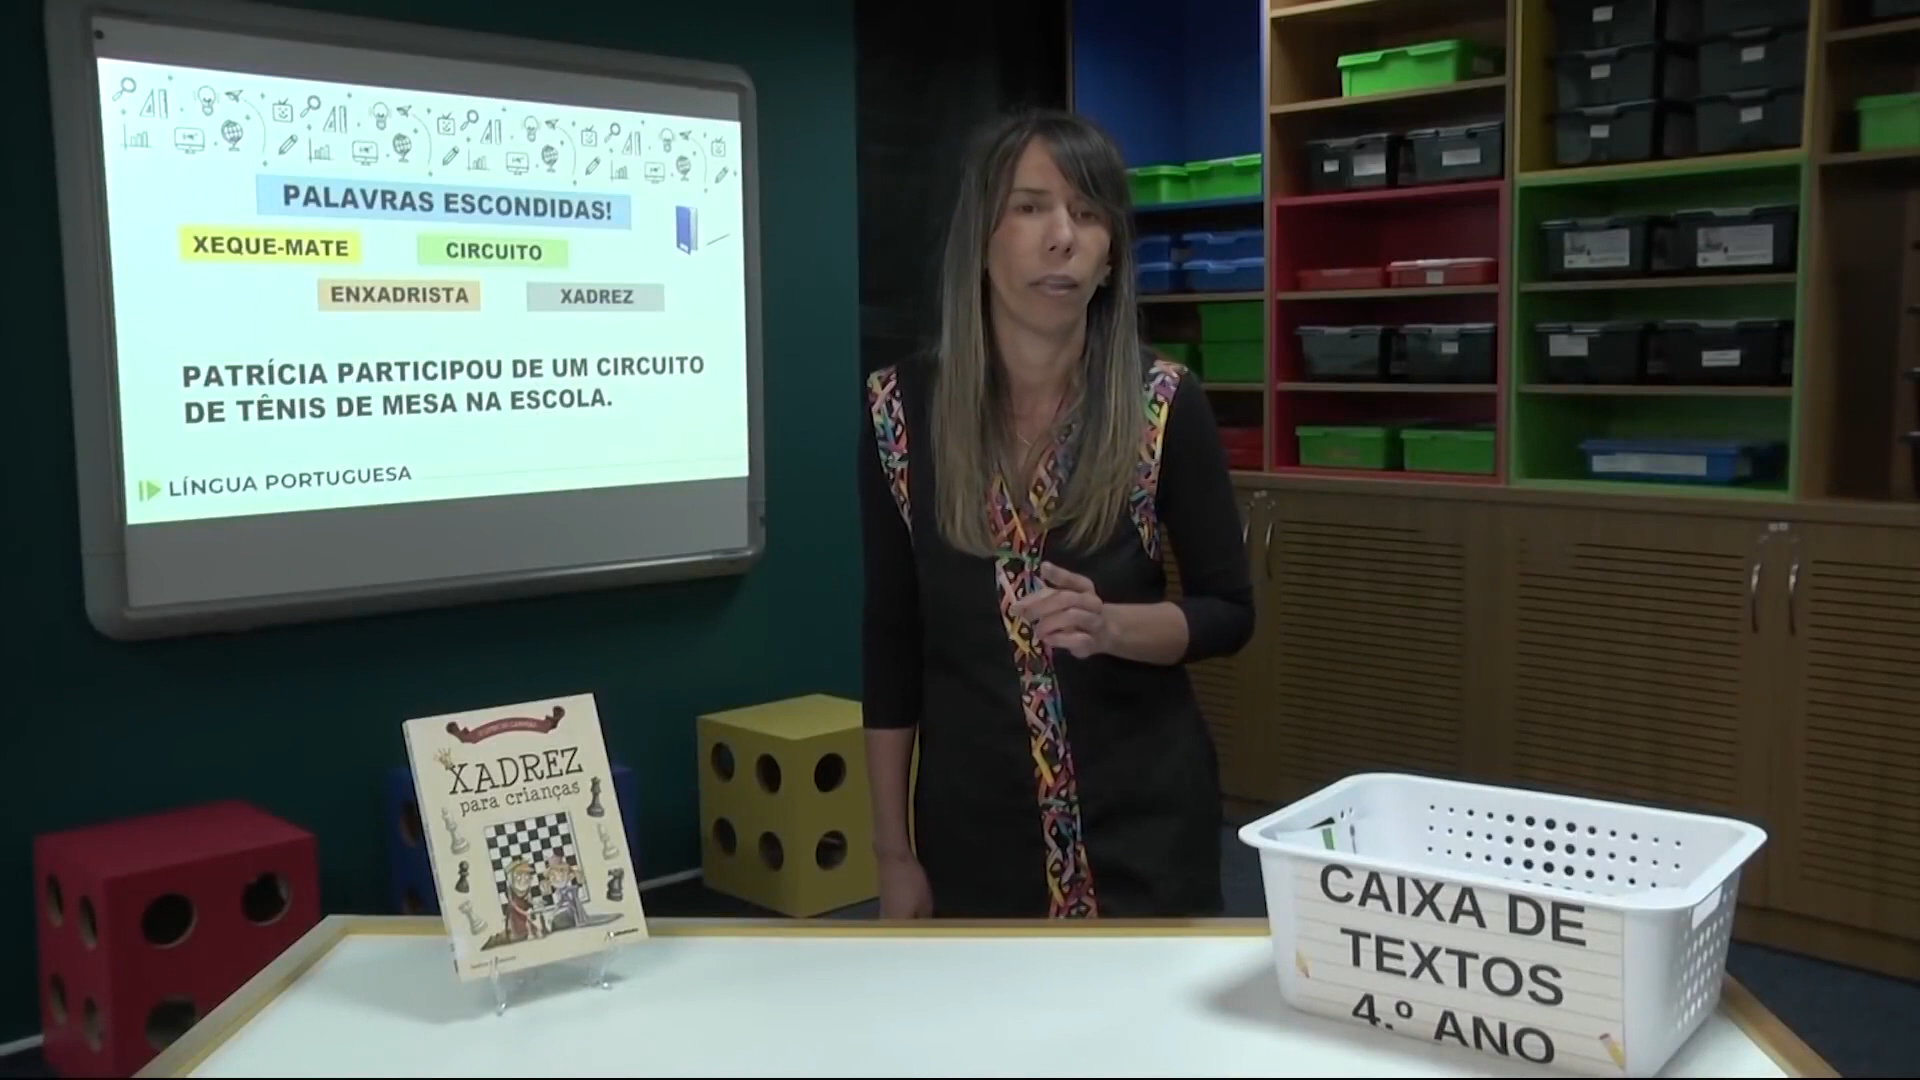 PALAVRAS ESCONDIDAS!
XEQUE-MATE
CIRCUITO
ENXADRISTA
XADREZ
PATRÍCIA PARTICIPOU DE UM CIRCUITO
DE TÊNIS DE MESA NA ESCOLA.
LÍNGUA PORTUGUESA
XADREZ
para crianças
CAIXA DE
TEXTOS
4.º ANO